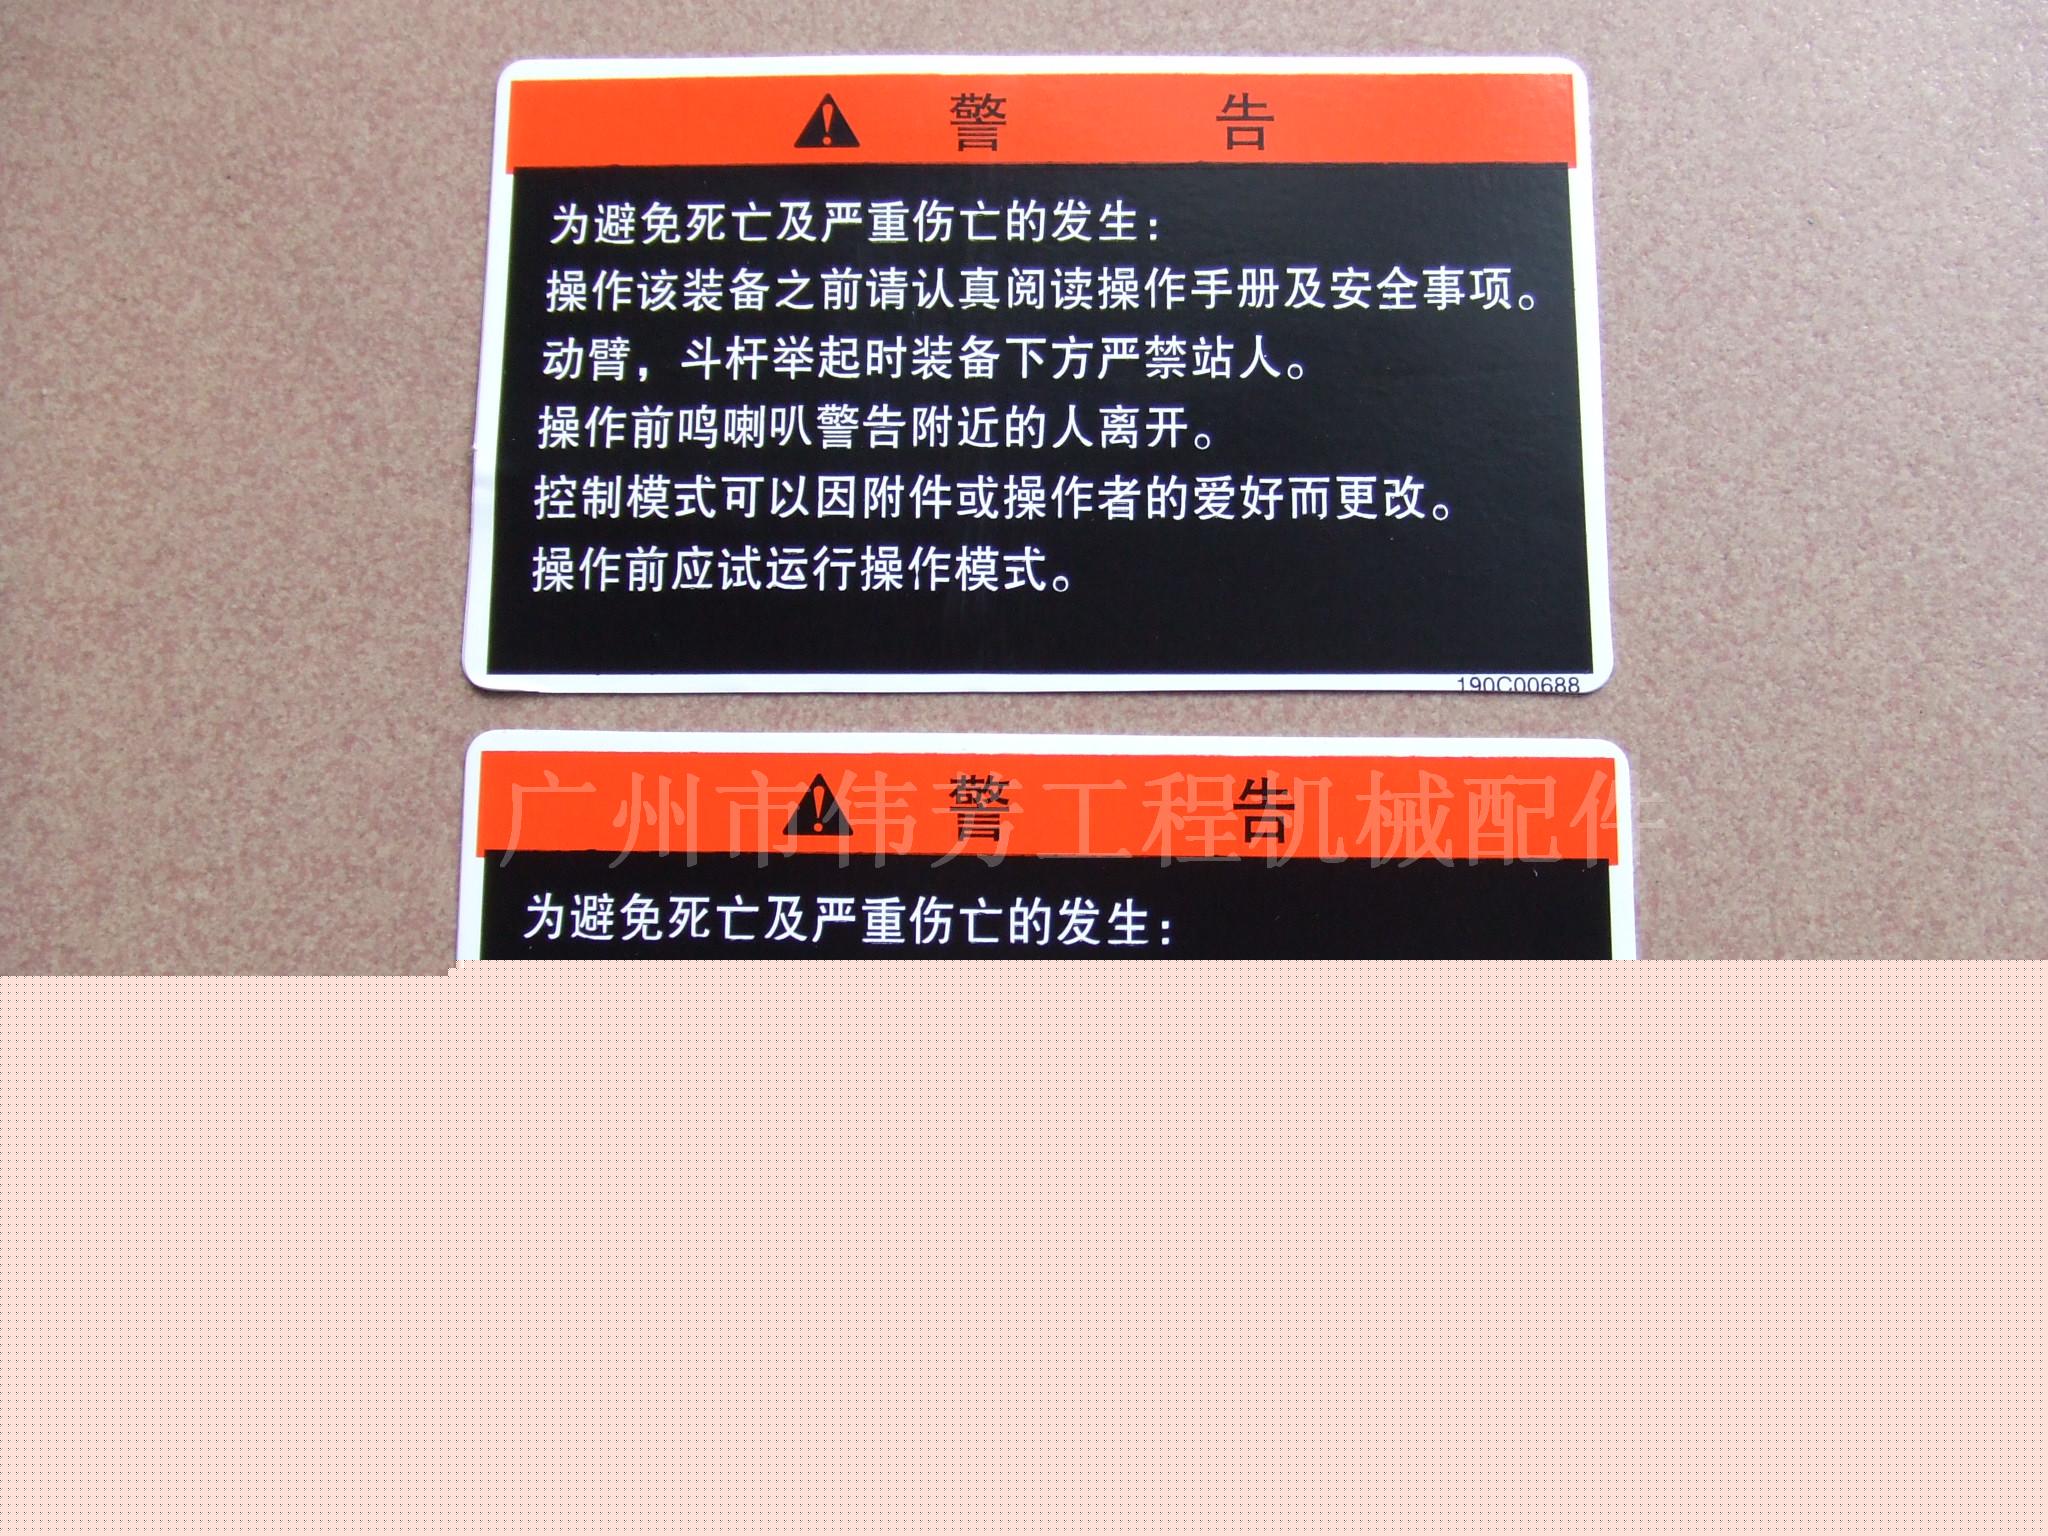 警 告
为避免死亡及严重伤亡的发生：
操作该装备之前请认真阅读操作手册及安全事项。
动臂，斗杆举起时装备下方严禁站人。
操作前鸣喇叭警告附近的人离开。
控制模式可以因附件或操作者的爱好而更改。
操作前应试运行操作模式。
190C00688
警 告
广州市伟芳工程机械配件
为避免死亡及严重伤亡的发生：